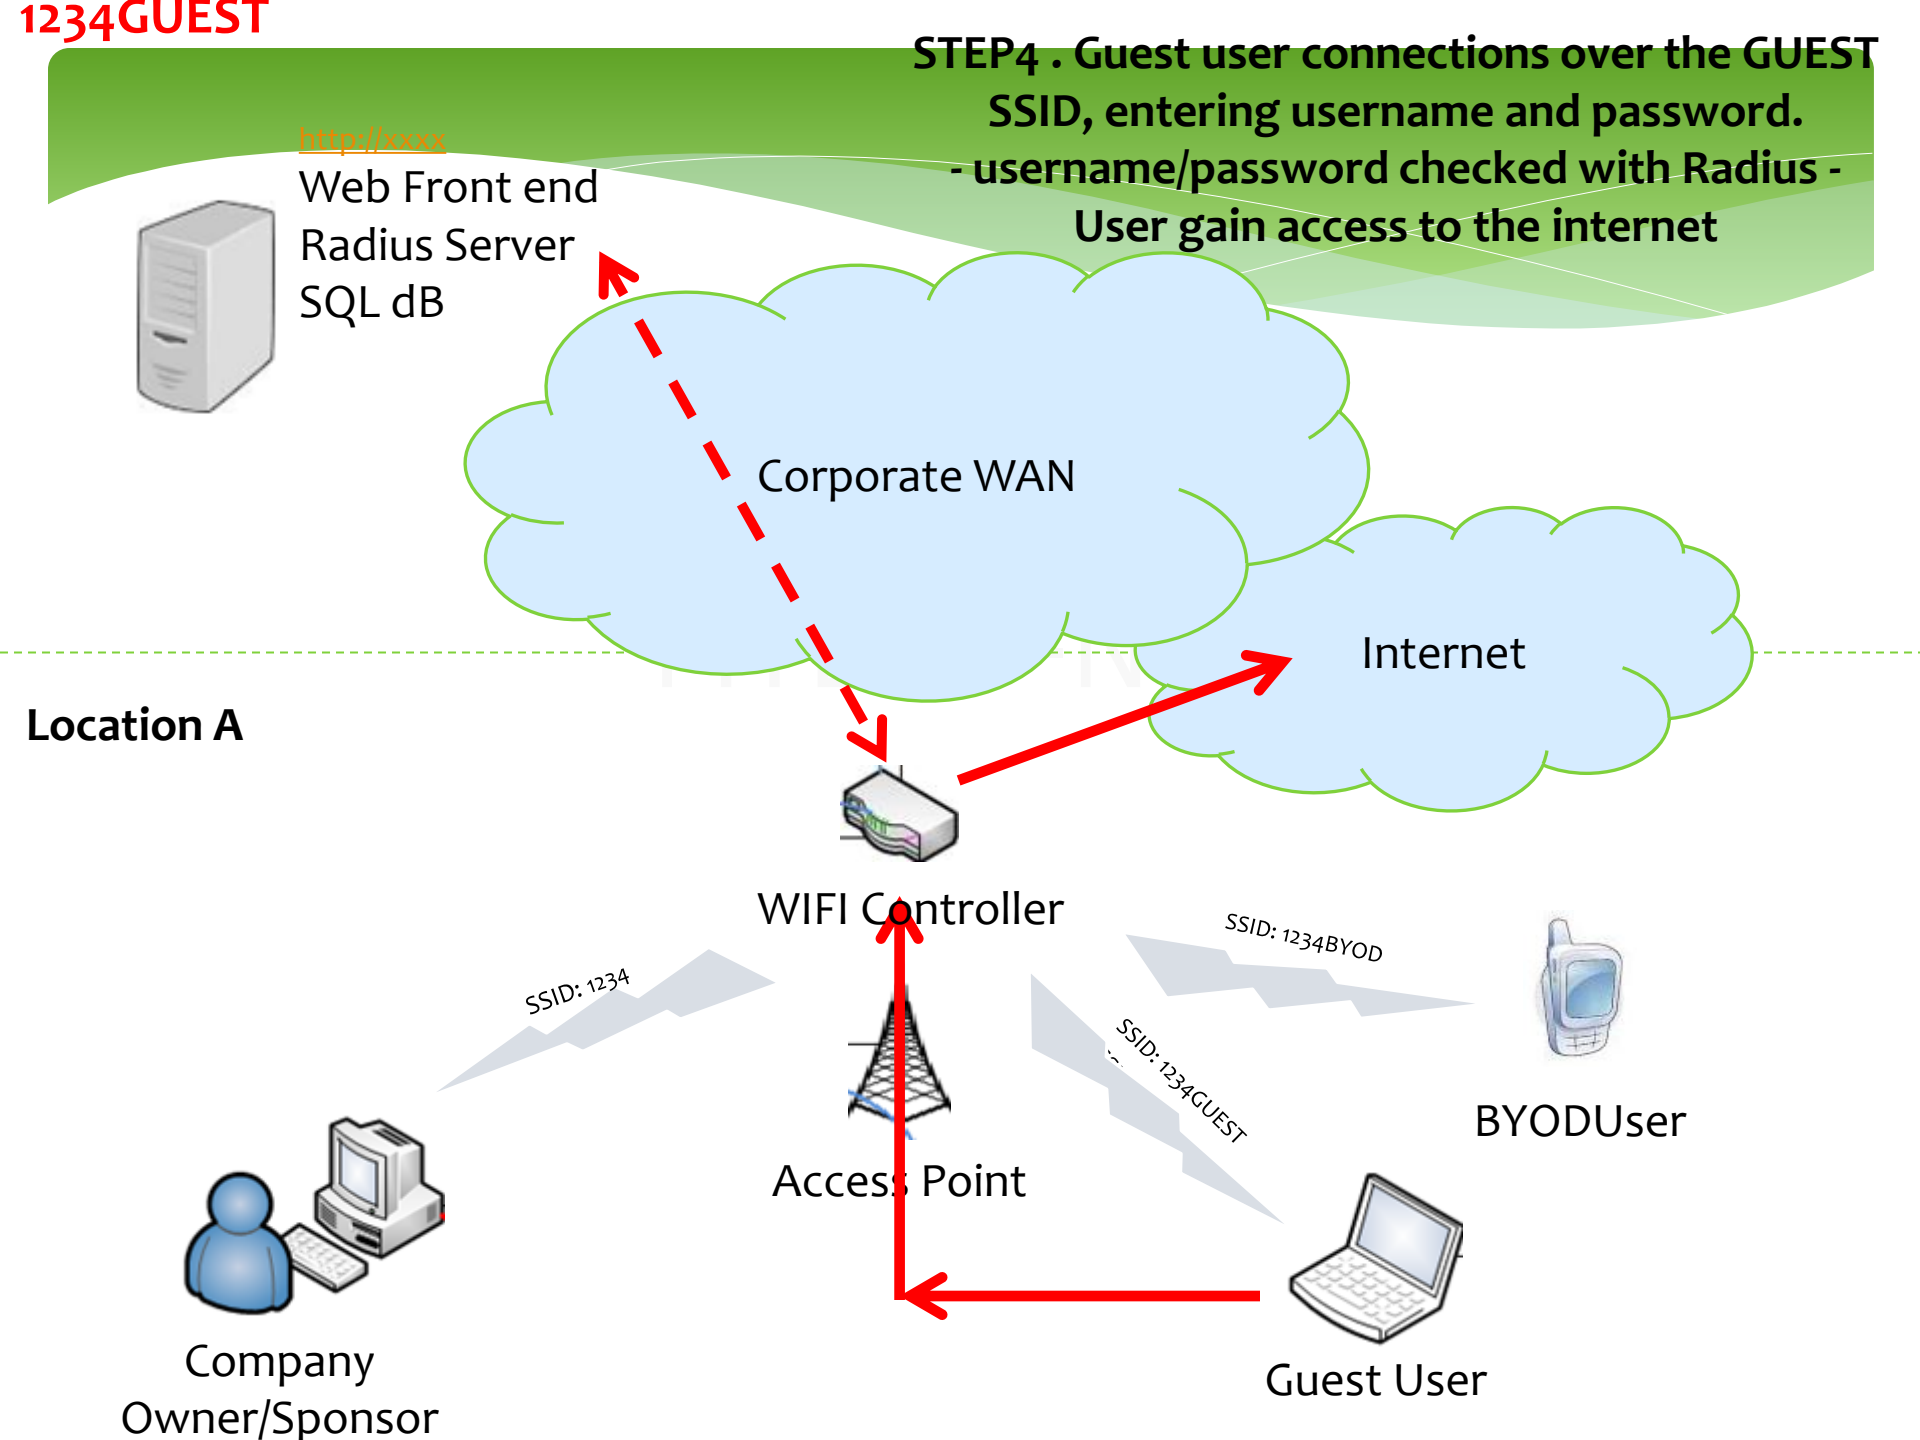 1234GUEST
STEP4 . Guest user connections over the GUEST
SSID, entering username and password.
- username/password checked with Radius -
User gain access to the internet
http://xxxx
Web Front end
Radius Server
SQL dB
Corporate WAN
Internet
Location A
WIFI Controller
SSID: 1234
SSID: 1234BYOD
SSID: 1234GUEST
BYODUser
Access Point
Company
Owner/Sponsor
Guest User